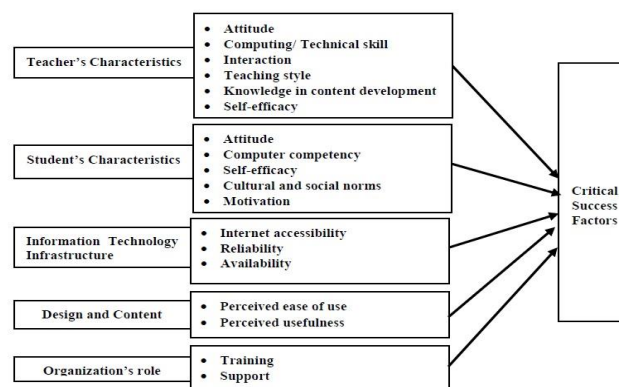 Teacher's Characteristics
• Attitude
• Computing/ Technical skill
• Interaction
• Teaching style
• Knowledge in content development
• Self-efficacy
Student's Characteristics
• Attitude
• Computer competency
• Self-efficacy
• Cultural and social norms
• Motivation
Information Technology
Infrastructure
• Internet accessibility
• Reliability
• Availability
Design and Content
• Perceived ease of use
• Perceived usefulness
Organization's role
• Training
• Support
Critical
Success
Factors